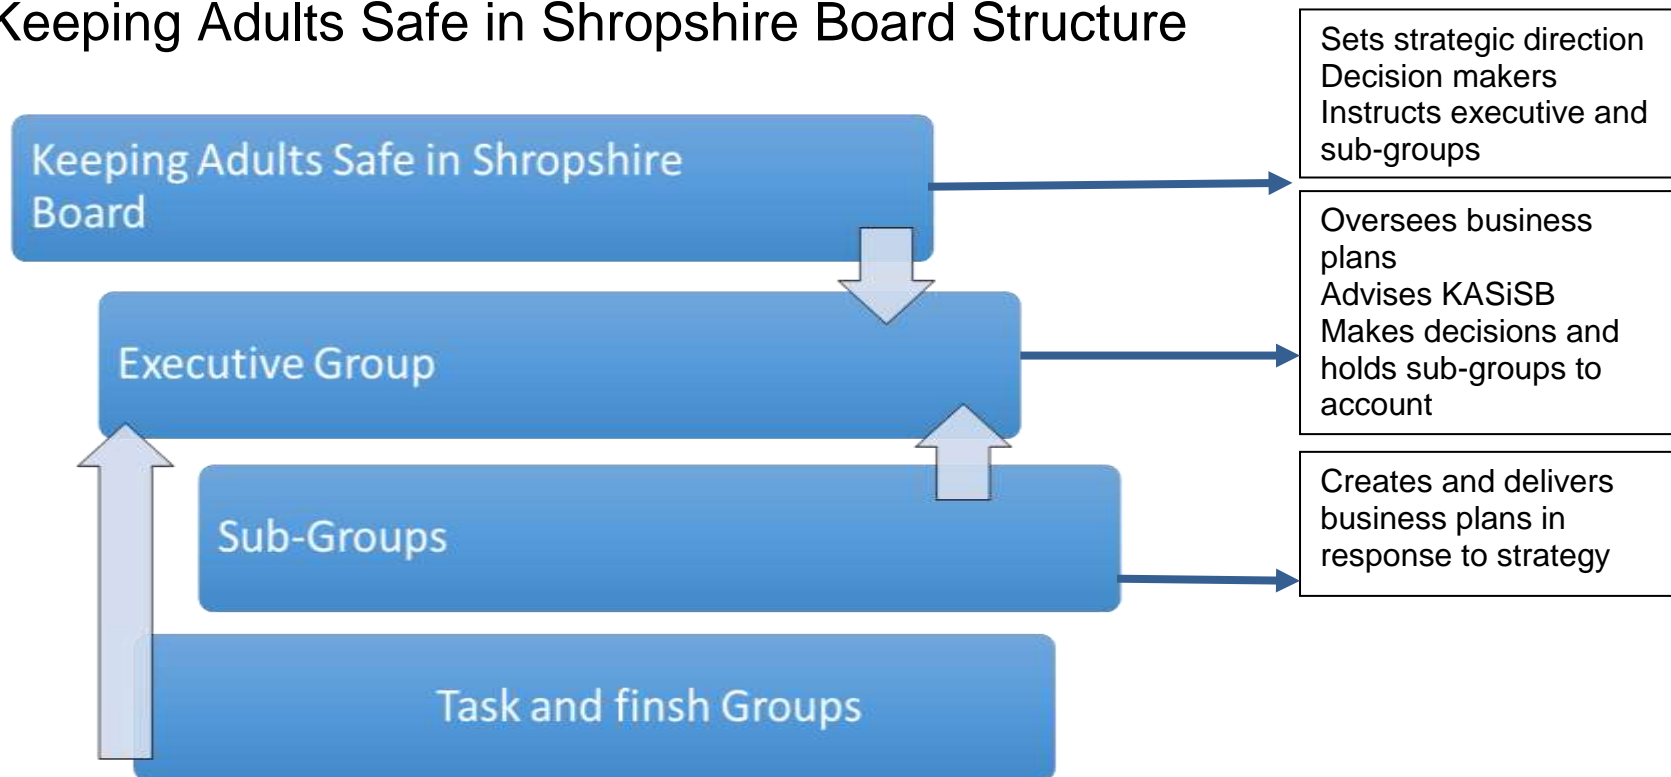 Keeping Adults Safe in Shropshire Board Structure
Keeping Adults Safe in Shropshire
Board
Sets strategic direction
Decision makers
Instructs executive and
sub-groups
Executive Group
Oversees business
plans
Advises KASiSB
Makes decisions and
holds sub-groups to
account
Sub-Groups
Creates and delivers
business plans in
response to strategy
Task and finsh Groups